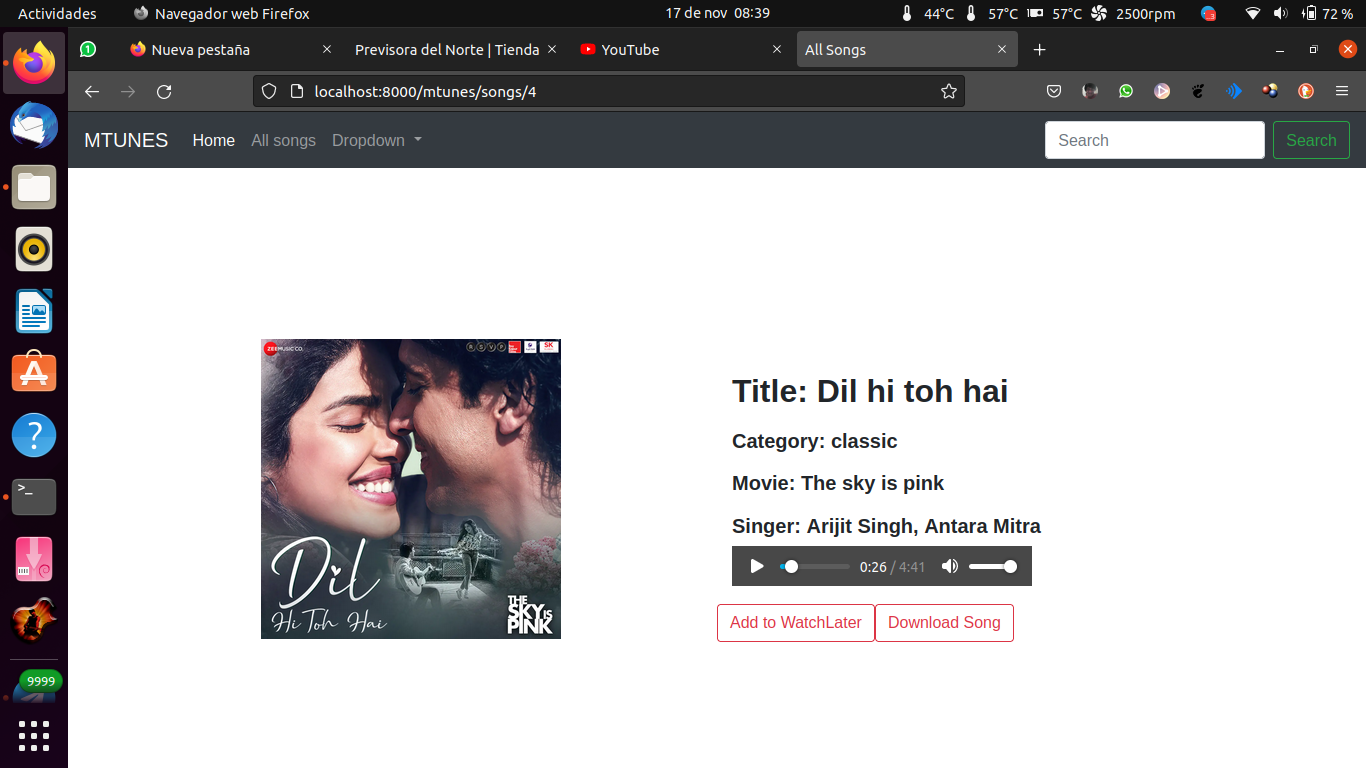 Actividades Navegador web Firefox 17 de nov 08:39 44°C 57°C 57°C 2500rpm 72 %
1 Nueva pestaña Previsora del Norte | Tienda YouTube All Songs
localhost:8000/mtunes/songs/4
MTUNES Home All songs Dropdown Search Search
ZEE MUSIC CO. R S V P SK
Title: Dil hi toh hai
Category: classic
Movie: The sky is pink
Singer: Arijit Singh, Antara Mitra
0:26 / 4:41
Add to WatchLater Download Song
Dil
Hi Toh Hai
THE
SKY IS
PINK
>_
?
9999